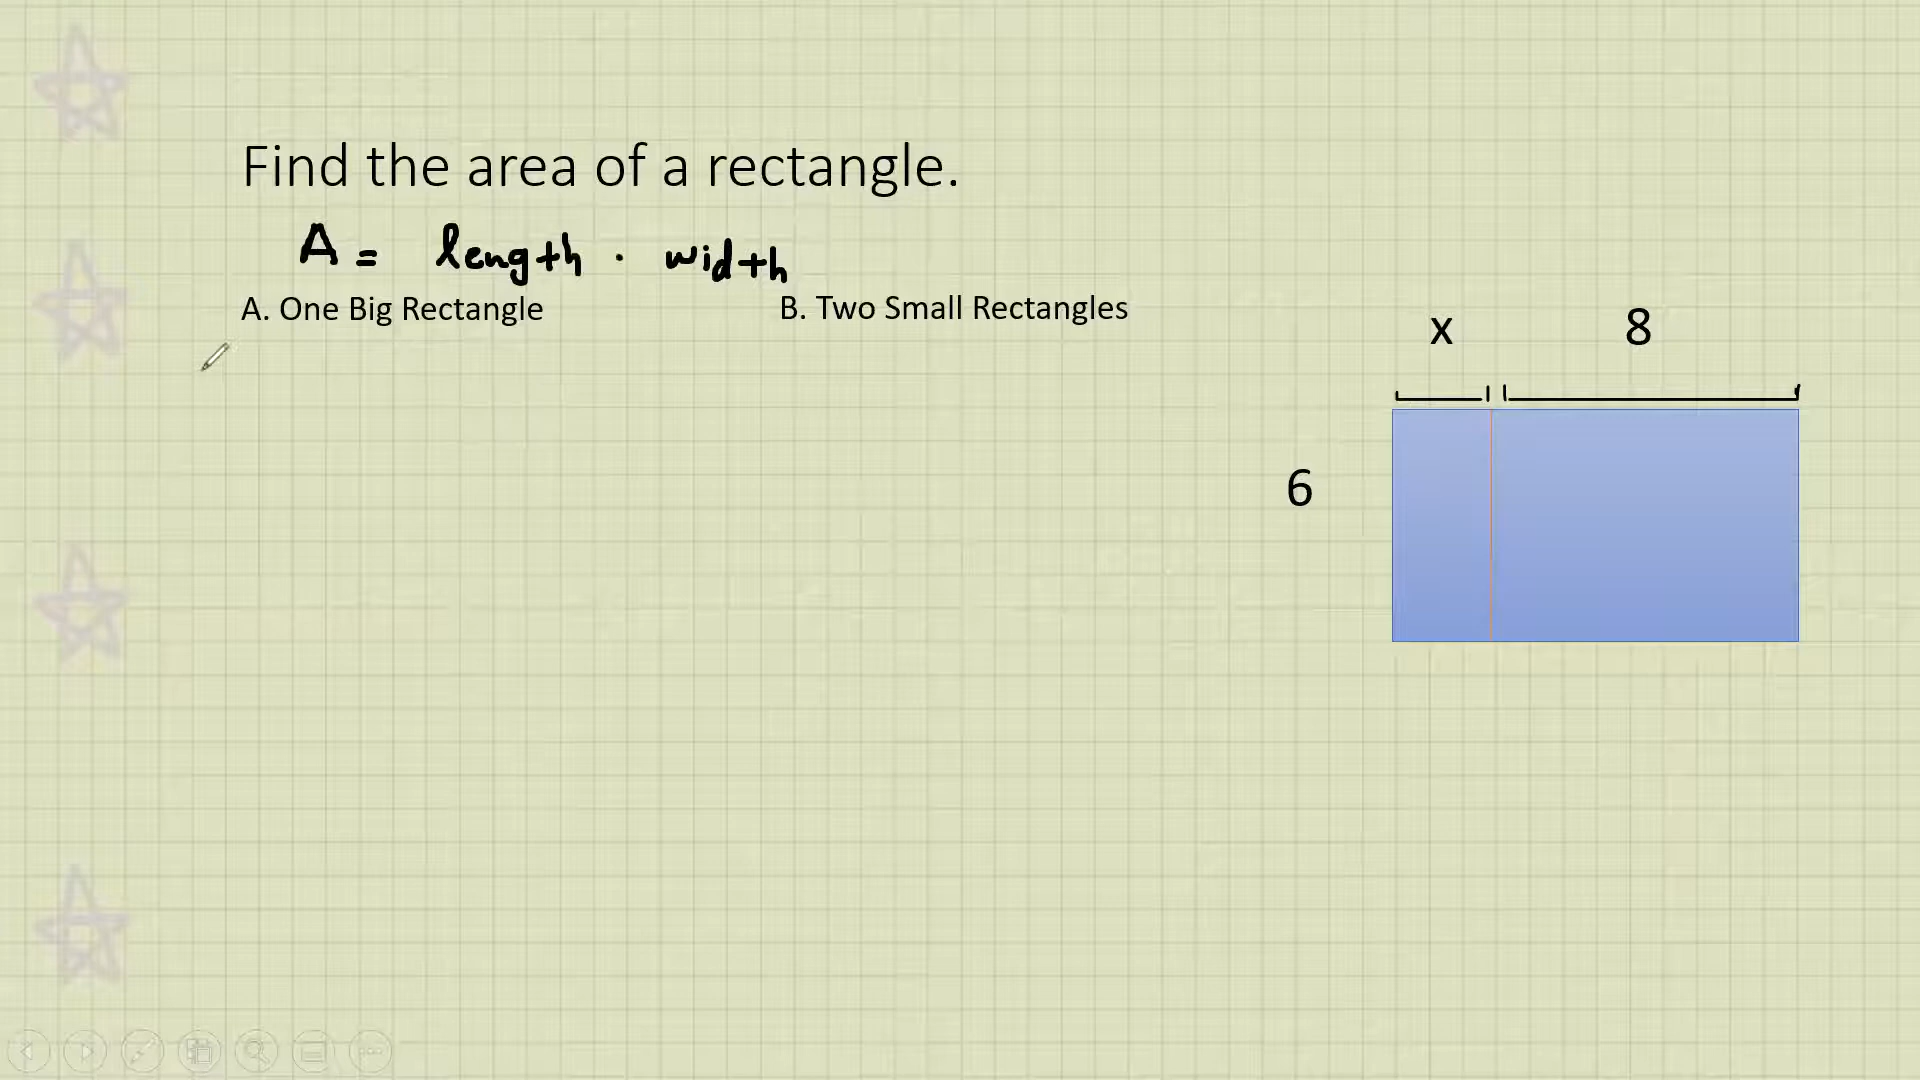 Find the area of a rectangle.
A = length · width
A. One Big Rectangle
B. Two Small Rectangles
x
8
6